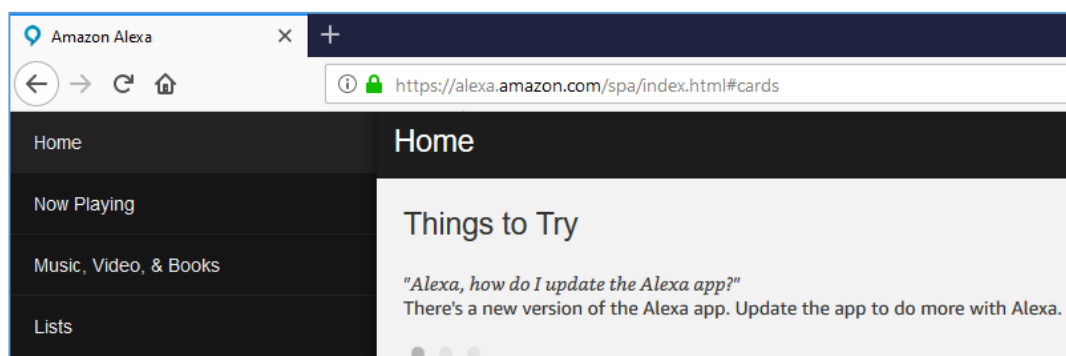 Amazon Alexa
https://alexa.amazon.com/spa/index.html#cards
Home
Now Playing
Music, Video, & Books
Lists
Home
Things to Try
"Alexa, how do I update the Alexa app?"
There's a new version of the Alexa app. Update the app to do more with Alexa.